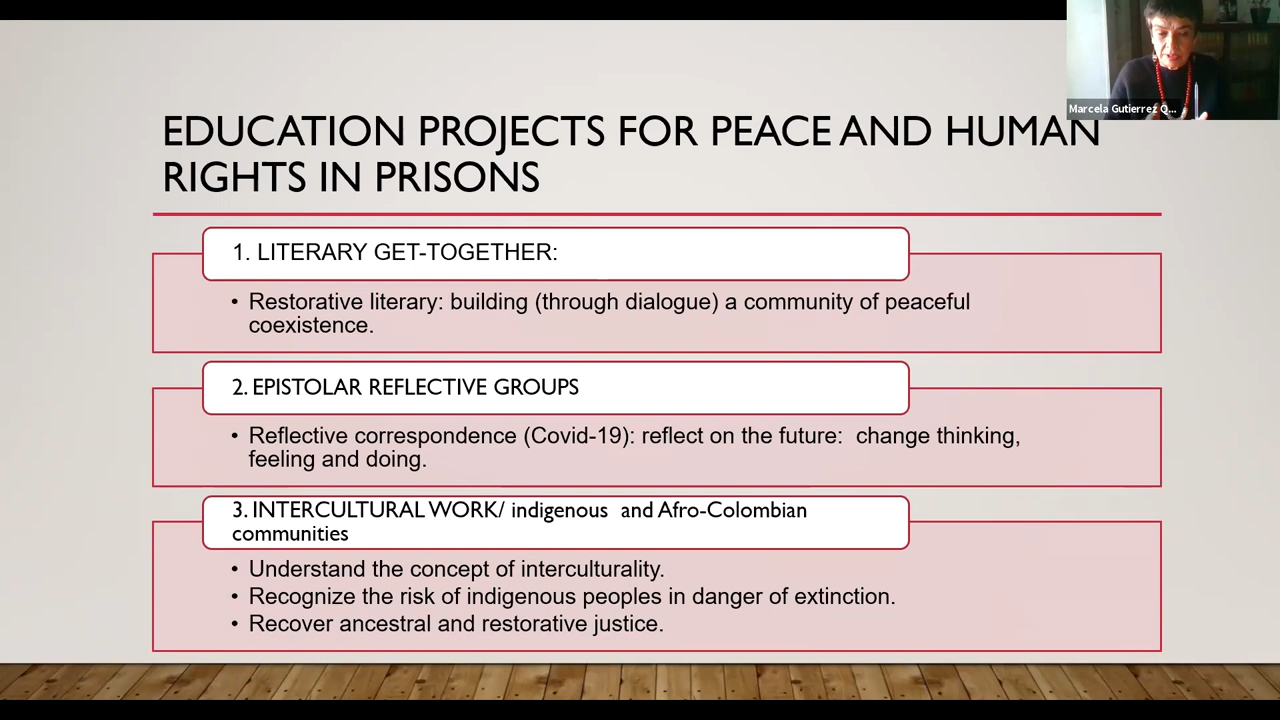 Marcela Gutierrez Q...
EDUCATION PROJECTS FOR PEACE AND HUMAN
RIGHTS IN PRISONS
1. LITERARY GET-TOGETHER:
• Restorative literary: building (through dialogue) a community of peaceful
coexistence.
2. EPISTOLAR REFLECTIVE GROUPS
• Reflective correspondence (Covid-19): reflect on the future:  change thinking,
feeling and doing.
3. INTERCULTURAL WORK/ indigenous  and Afro-Colombian
communities
• Understand the concept of interculturality.
• Recognize the risk of indigenous peoples in danger of extinction.
• Recover ancestral and restorative justice.